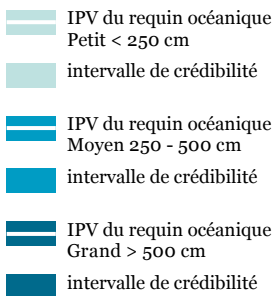 IPV du requin océanique
Petit < 250 cm
intervalle de crédibilité
IPV du requin océanique
Moyen 250 - 500 cm
intervalle de crédibilité
IPV du requin océanique
Grand > 500 cm
intervalle de crédibilité